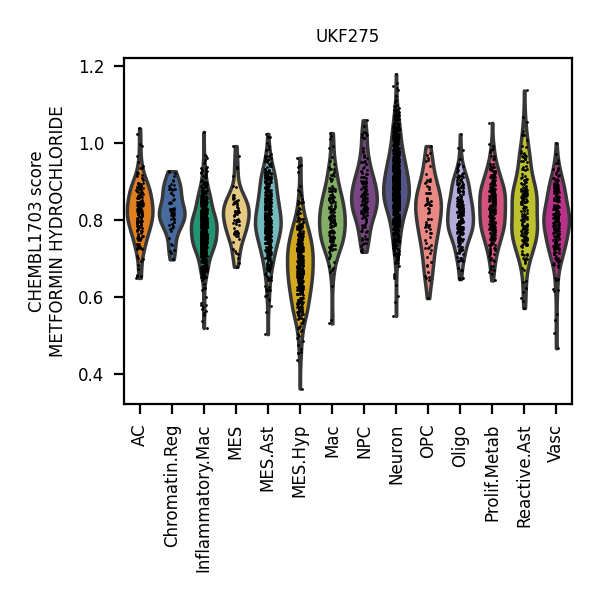 UKF275
CHEMBL1703 score
METFORMIN HYDROCHLORIDE
1.2
1.0
0.8
0.6
0.4
AC
Chromatin.Reg
Inflammatory.Mac
MES
MES.Ast
MES.Hyp
Mac
NPC
Neuron
OPC
Oligo
Prolif.Metab
Reactive.Ast
Vasc